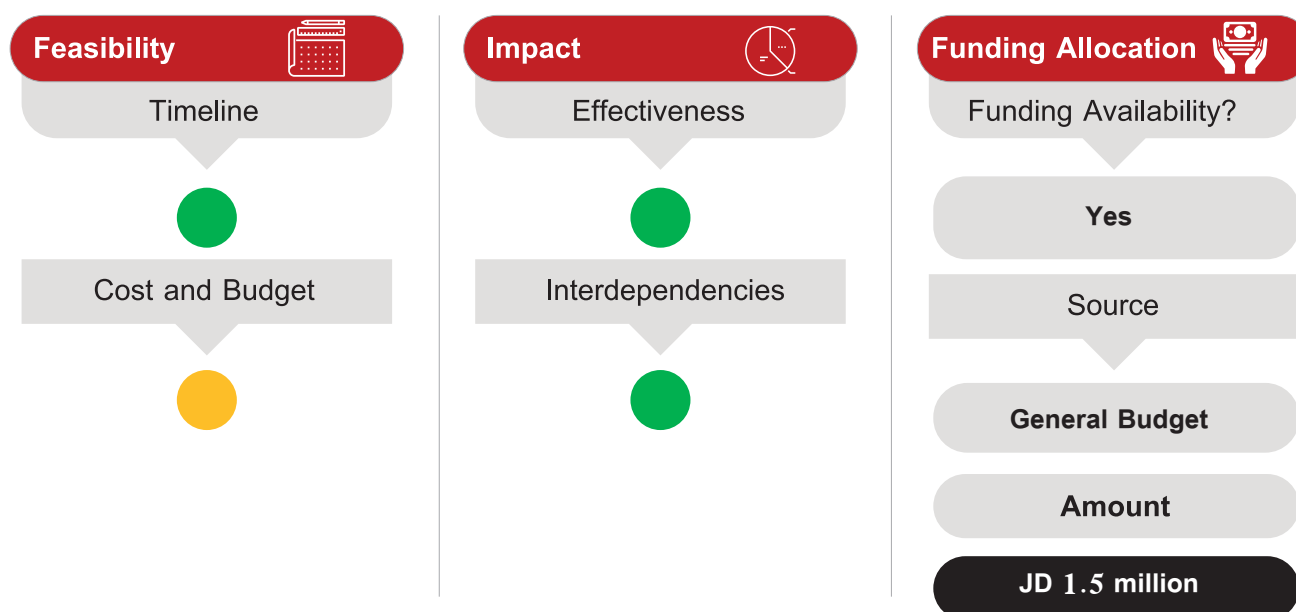 Feasibility
Timeline
Cost and Budget
Impact
Effectiveness
Interdependencies
Funding Allocation
Funding Availability?
Yes
Source
General Budget
Amount
JD 1.5 million